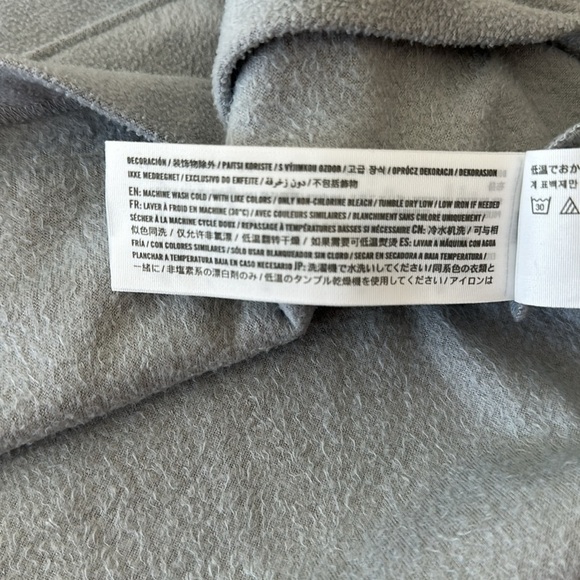 DECORACIÓN / 装饰物除外 / PAITSI KORISTE / S VÉJIMKOU OZDOB / 고급 장식 / OPRÓCZ DEKORACJI / DEKORASION
IKKE MEDREGNET / EXCLUSIVO DO ENFEITE / دون زخرفة / 不包括飾物
EN: MACHINE WASH COLD / WITH LIKE COLORS / ONLY NON-CHLORINE BLEACH / TUMBLE DRY LOW / LOW IRON IF NEEDED
FR: LAVER À FROID EN MACHINE (30°C) / AVEC COULEURS SIMILAIRES / BLANCHIMENT SANS CHLORE UNIQUEMENT /
SÉCHER À LA MACHINE CYCLE DOUX / REPASSAGE À TEMPÉRATURES BASSES SI NÉCESSAIRE CN: 冷水机洗 / 可与相
似色同洗 / 仅允许非氯漂 / 低温翻转干燥 / 如果需要可低温熨烫 ES: LAVAR A MÁQUINA CON AGUA
FRÍA / CON COLORES SIMILARES / SÓLO USAR BLANQUEADOR SIN CLORO / SECAR EN SECADORA A BAJA TEMPERATURA /
PLANCHAR A TEMPERATURA BAJA EN CASO NECESARIO JP: 洗濯機で水洗いしてください / 同系色の衣類と
一緒に / 非塩素系の漂白剤のみ / 低温のタンブル乾燥機を使用してください / アイロンは
低温でおか
게 표백제
30